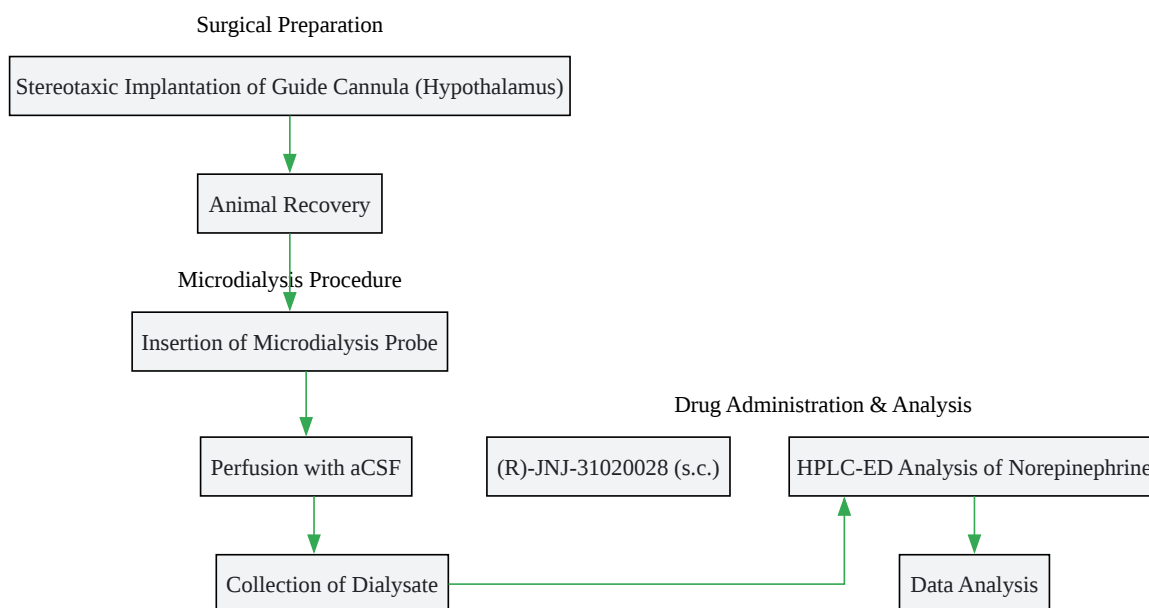 Surgical Preparation
Stereotaxic Implantation of Guide Cannula (Hypothalamus)
Animal Recovery
Microdialysis Procedure
Insertion of Microdialysis Probe
Drug Administration & Analysis
Perfusion with aCSF
(R)-JNJ-31020028 (s.c.)
HPLC-ED Analysis of Norepinephrine
Collection of Dialysate
Data Analysis